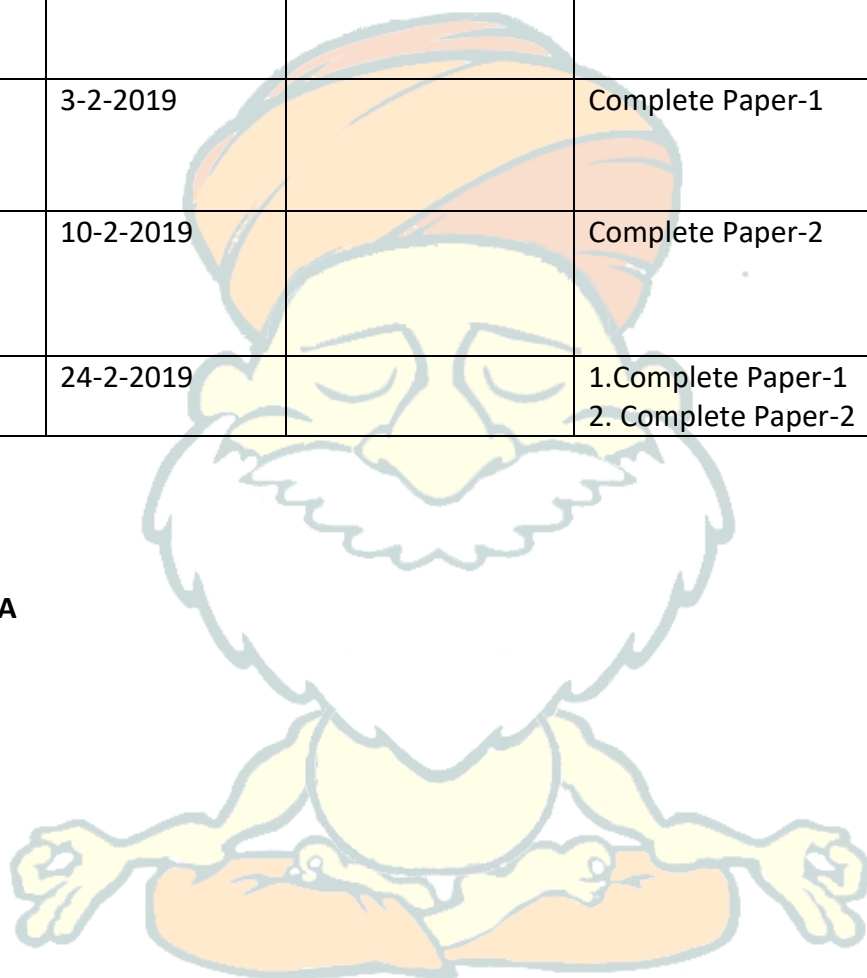 3-2-2019 Complete Paper-1
10-2-2019 Complete Paper-2
24-2-2019 1.Complete Paper-1
2. Complete Paper-2
A